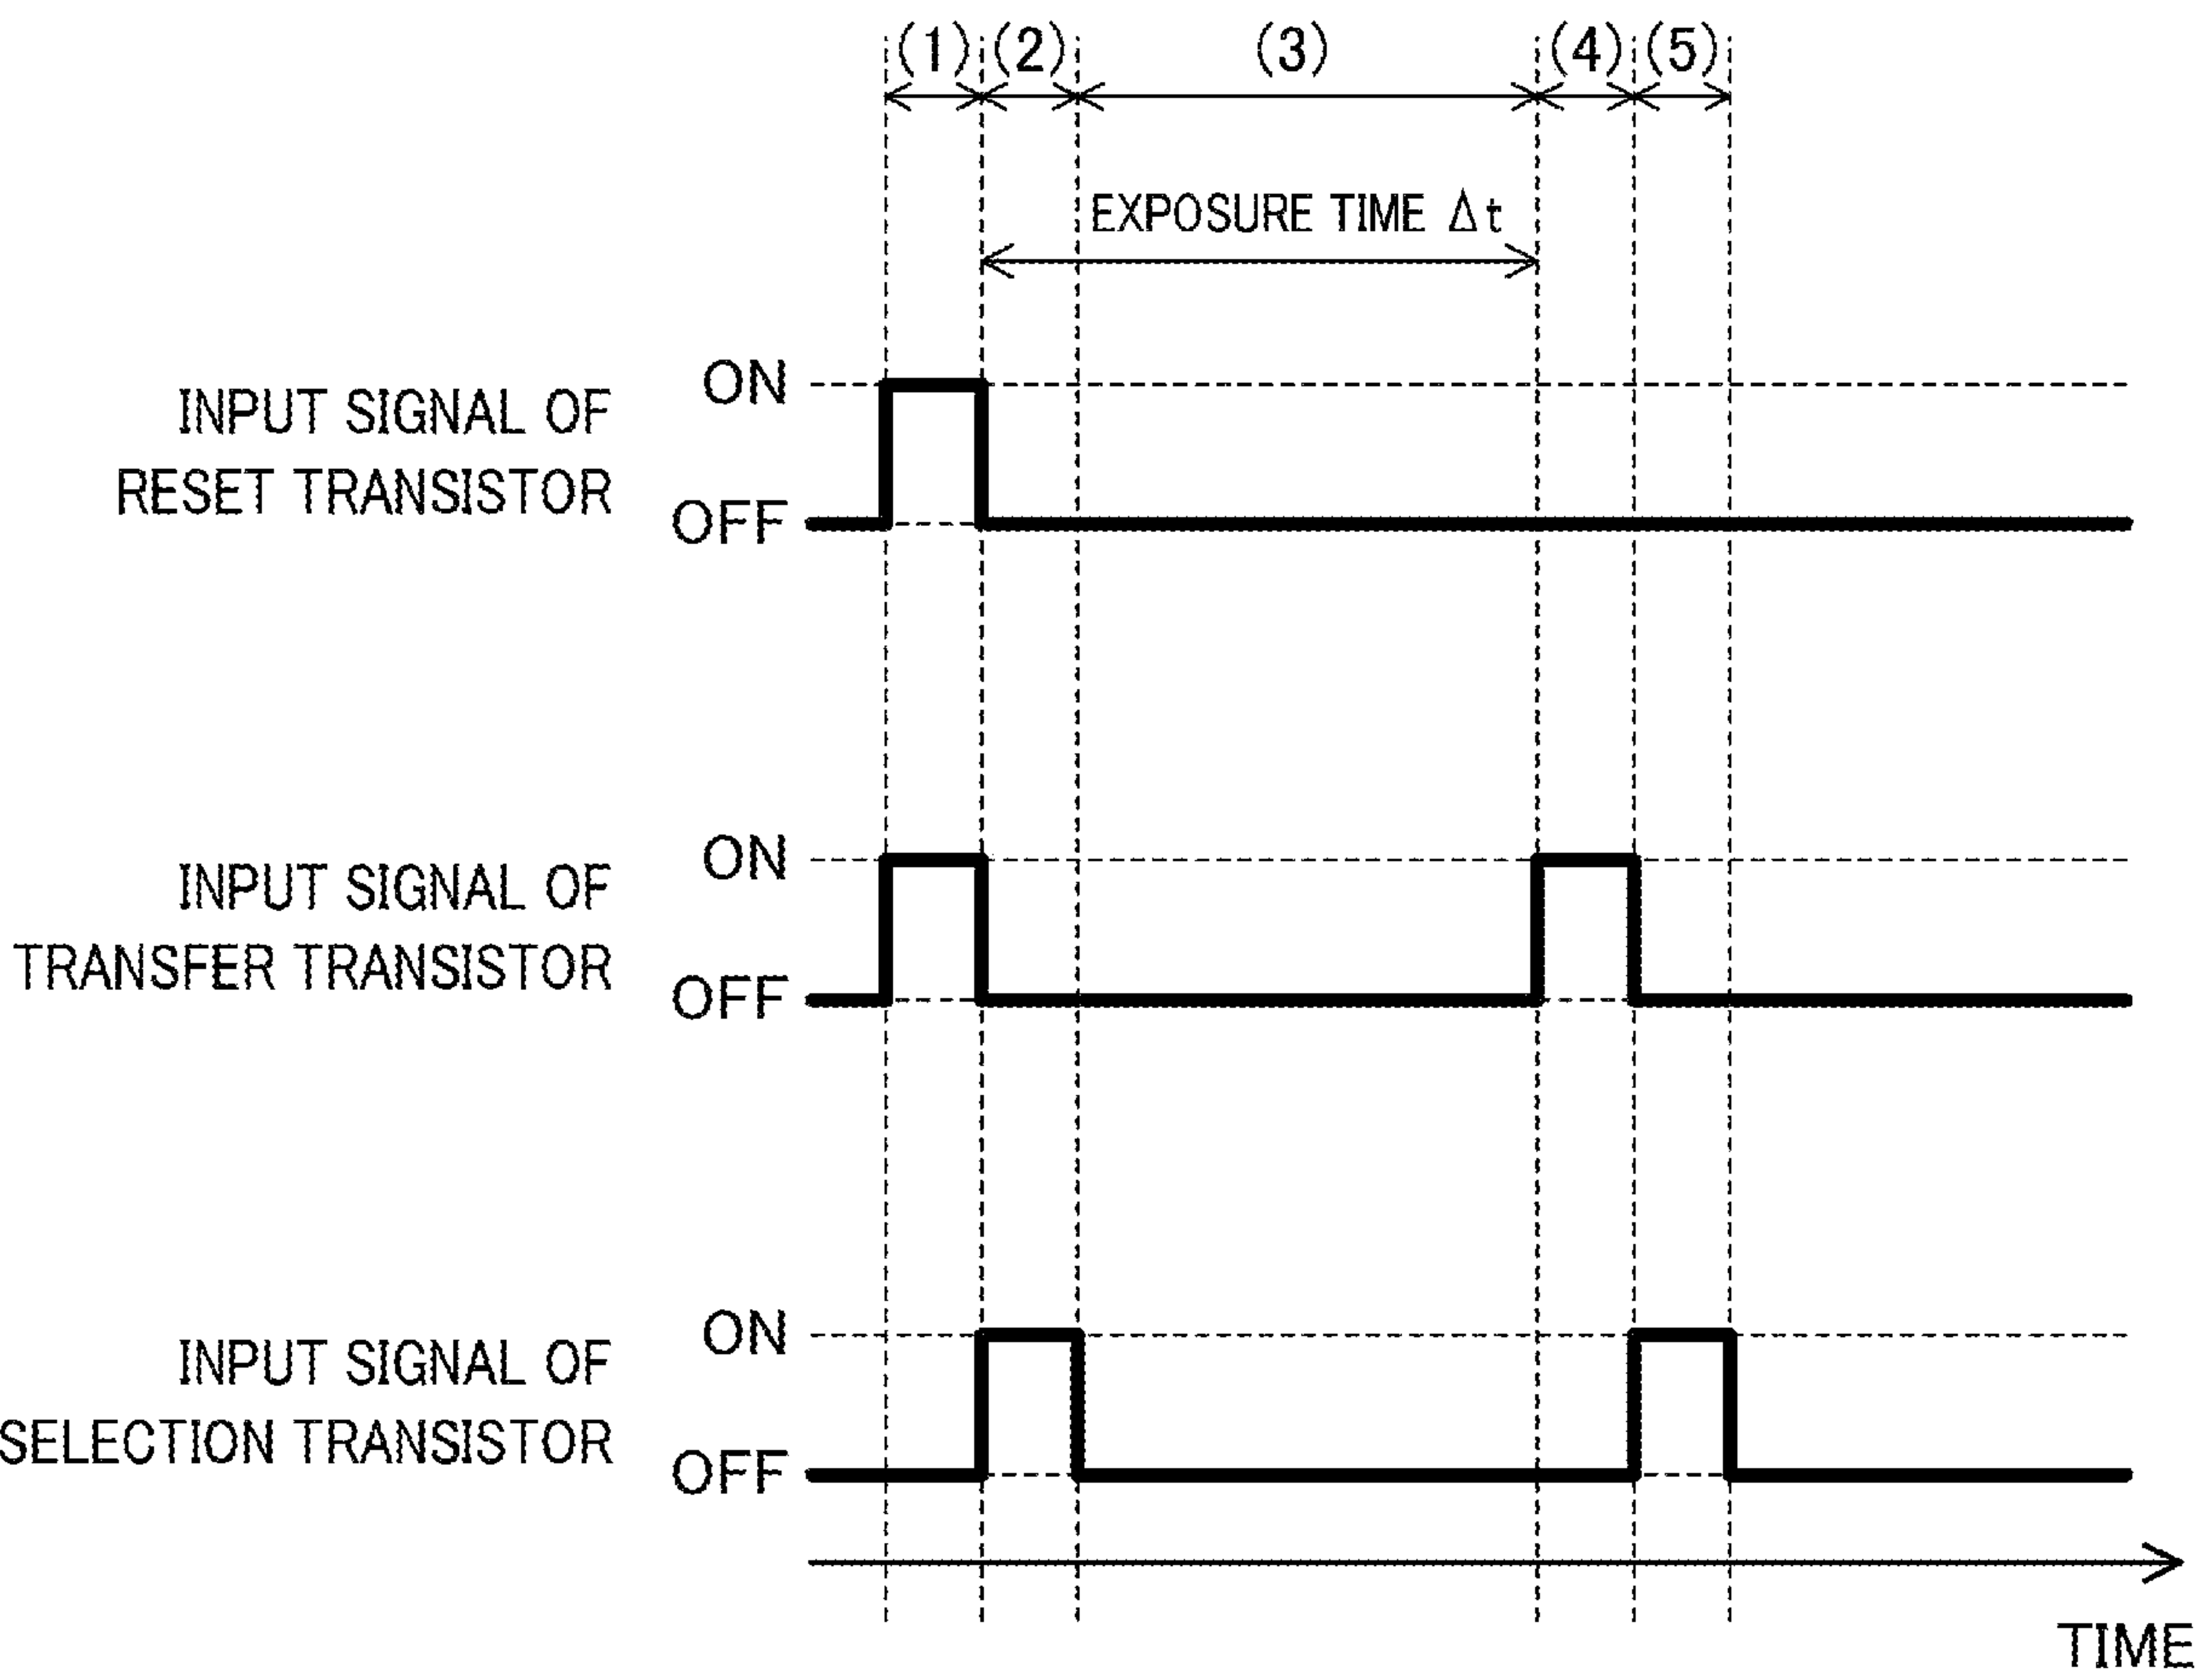 (1) (2) (3) (4) (5)
EXPOSURE TIME Δt
ON
INPUT SIGNAL OF
RESET TRANSISTOR
OFF
ON
INPUT SIGNAL OF
TRANSFER TRANSISTOR
OFF
ON
INPUT SIGNAL OF
SELECTION TRANSISTOR
OFF
TIME